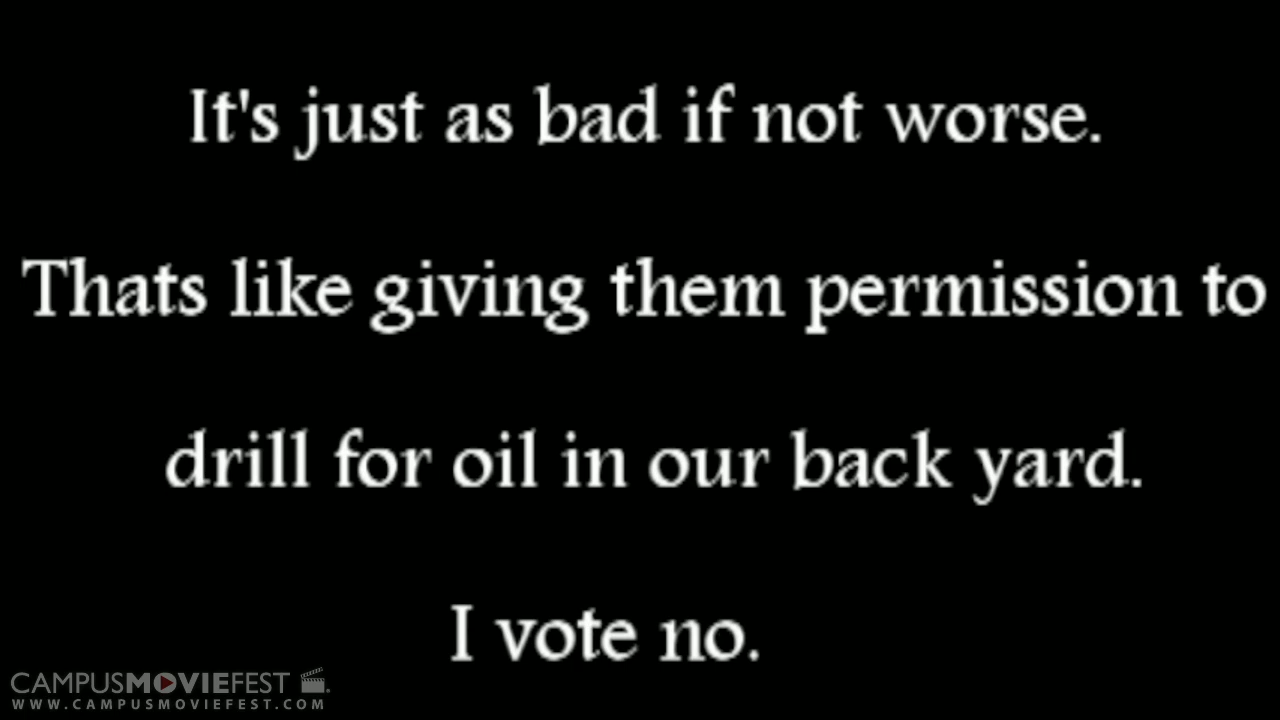 It's just as bad if not worse.
Thats like giving them permission to
drill for oil in our back yard.
I vote no.
CAMPUSMOVIEFEST
WWW.CAMPUSMOVIEFEST.COM